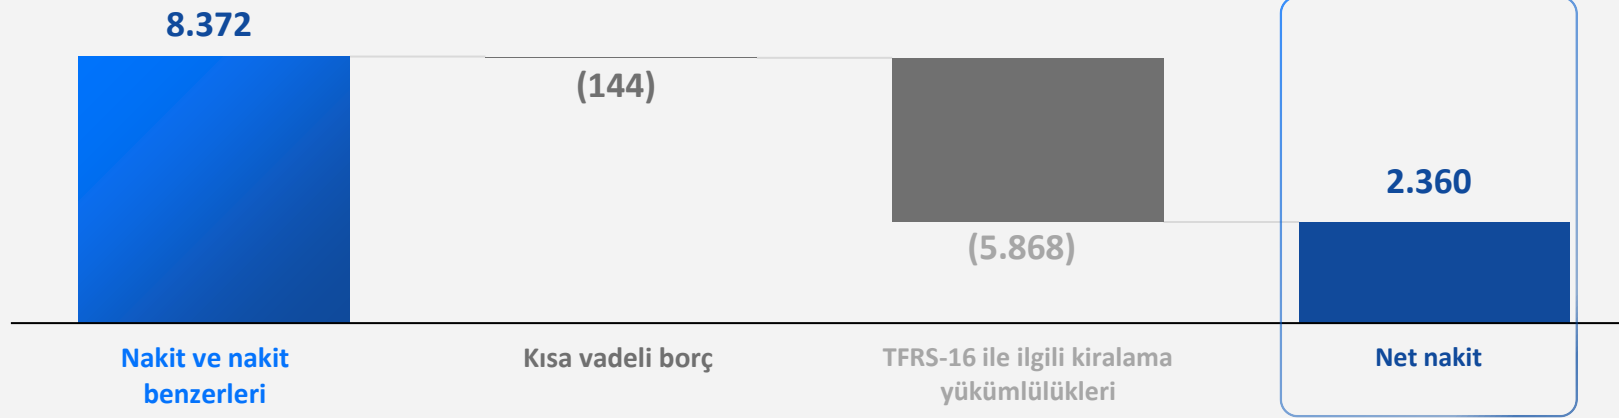 8.372
(144)
(5.868)
2.360
Nakit ve nakit
benzerleri
Kısa vadeli borç
TFRS-16 ile ilgili kiralama
yükümlülükleri
Net nakit